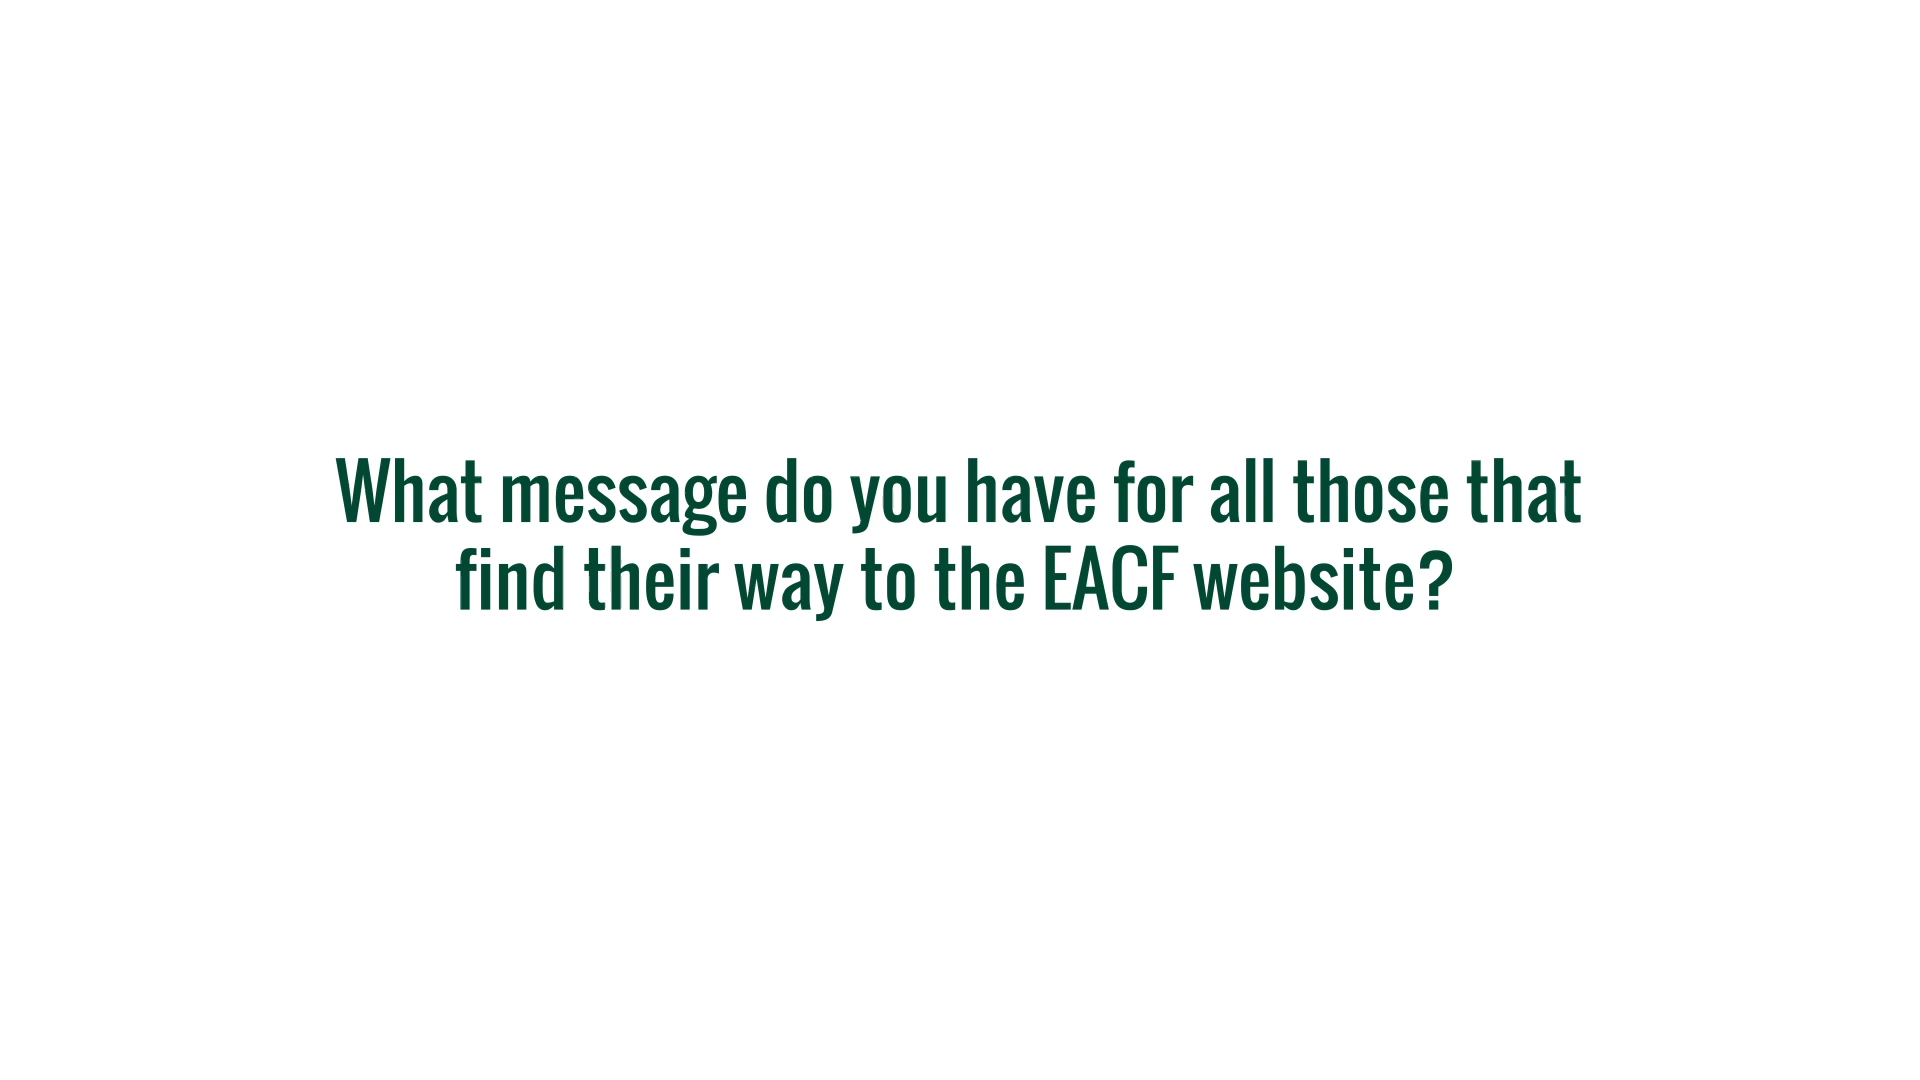 What message do you have for all those that
find their way to the EACF website?